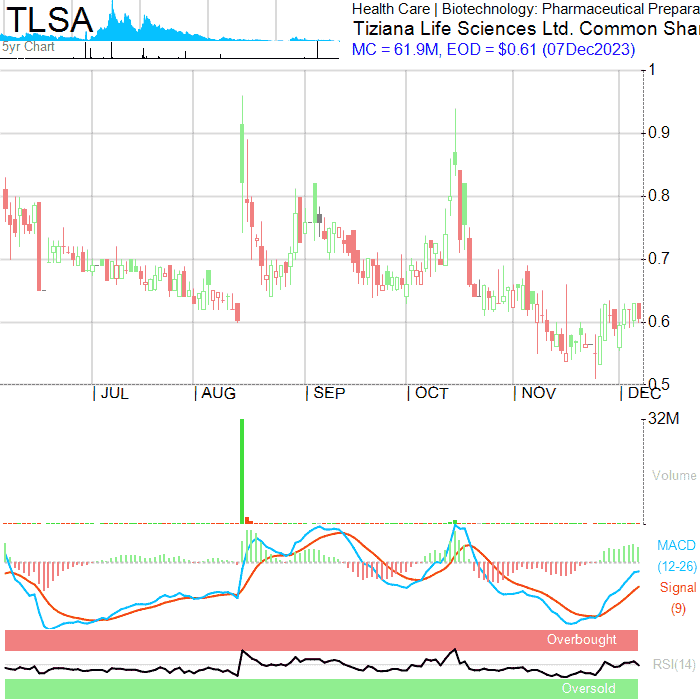 TLSA
5yr Chart
Health Care | Biotechnology: Pharmaceutical Prepara
Tiziana Life Sciences Ltd. Common Shar
MC = 61.9M, EOD = $0.61 (07Dec2023)
1
0.9
0.8
0.7
0.6
0.5
| JUL | AUG | SEP | OCT | NOV | DEC
32M
Volume
MACD
(12-26)
Signal
(9)
Overbought
RSI(14)
Oversold